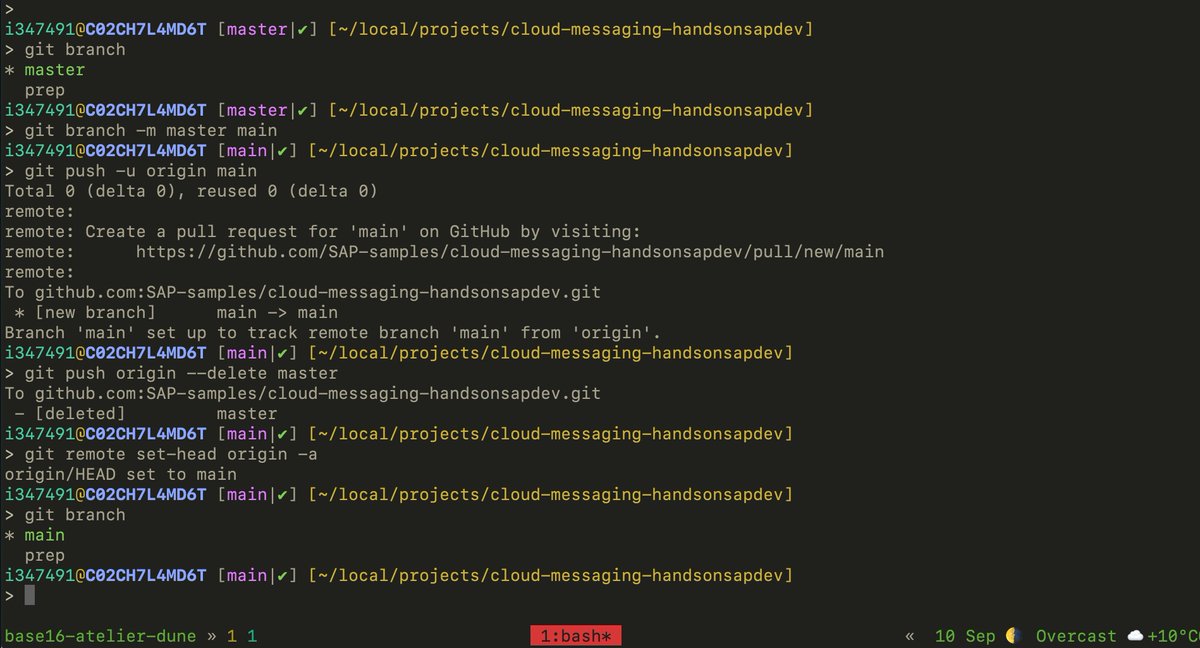 >
i347491@C02CH7L4MD6T [master|✔] [~/local/projects/cloud-messaging-handsonsapdev]
> git branch
* master
  prep
i347491@C02CH7L4MD6T [master|✔] [~/local/projects/cloud-messaging-handsonsapdev]
> git branch -m master main
i347491@C02CH7L4MD6T [main|✔] [~/local/projects/cloud-messaging-handsonsapdev]
> git push -u origin main
Total 0 (delta 0), reused 0 (delta 0)
remote:
remote: Create a pull request for 'main' on GitHub by visiting:
remote:      https://github.com/SAP-samples/cloud-messaging-handsonsapdev/pull/new/main
remote:
To github.com:SAP-samples/cloud-messaging-handsonsapdev.git
 * [new branch]      main -> main
Branch 'main' set up to track remote branch 'main' from 'origin'.
i347491@C02CH7L4MD6T [main|✔] [~/local/projects/cloud-messaging-handsonsapdev]
> git push origin --delete master
To github.com:SAP-samples/cloud-messaging-handsonsapdev.git
 - [deleted]         master
i347491@C02CH7L4MD6T [main|✔] [~/local/projects/cloud-messaging-handsonsapdev]
> git remote set-head origin -a
origin/HEAD set to main
i347491@C02CH7L4MD6T [main|✔] [~/local/projects/cloud-messaging-handsonsapdev]
> git branch
* main
  prep
i347491@C02CH7L4MD6T [main|✔] [~/local/projects/cloud-messaging-handsonsapdev]
>
base16-atelier-dune » 1 1 1:bash* « 10 Sep 🌗 Overcast ☁️ +10°C